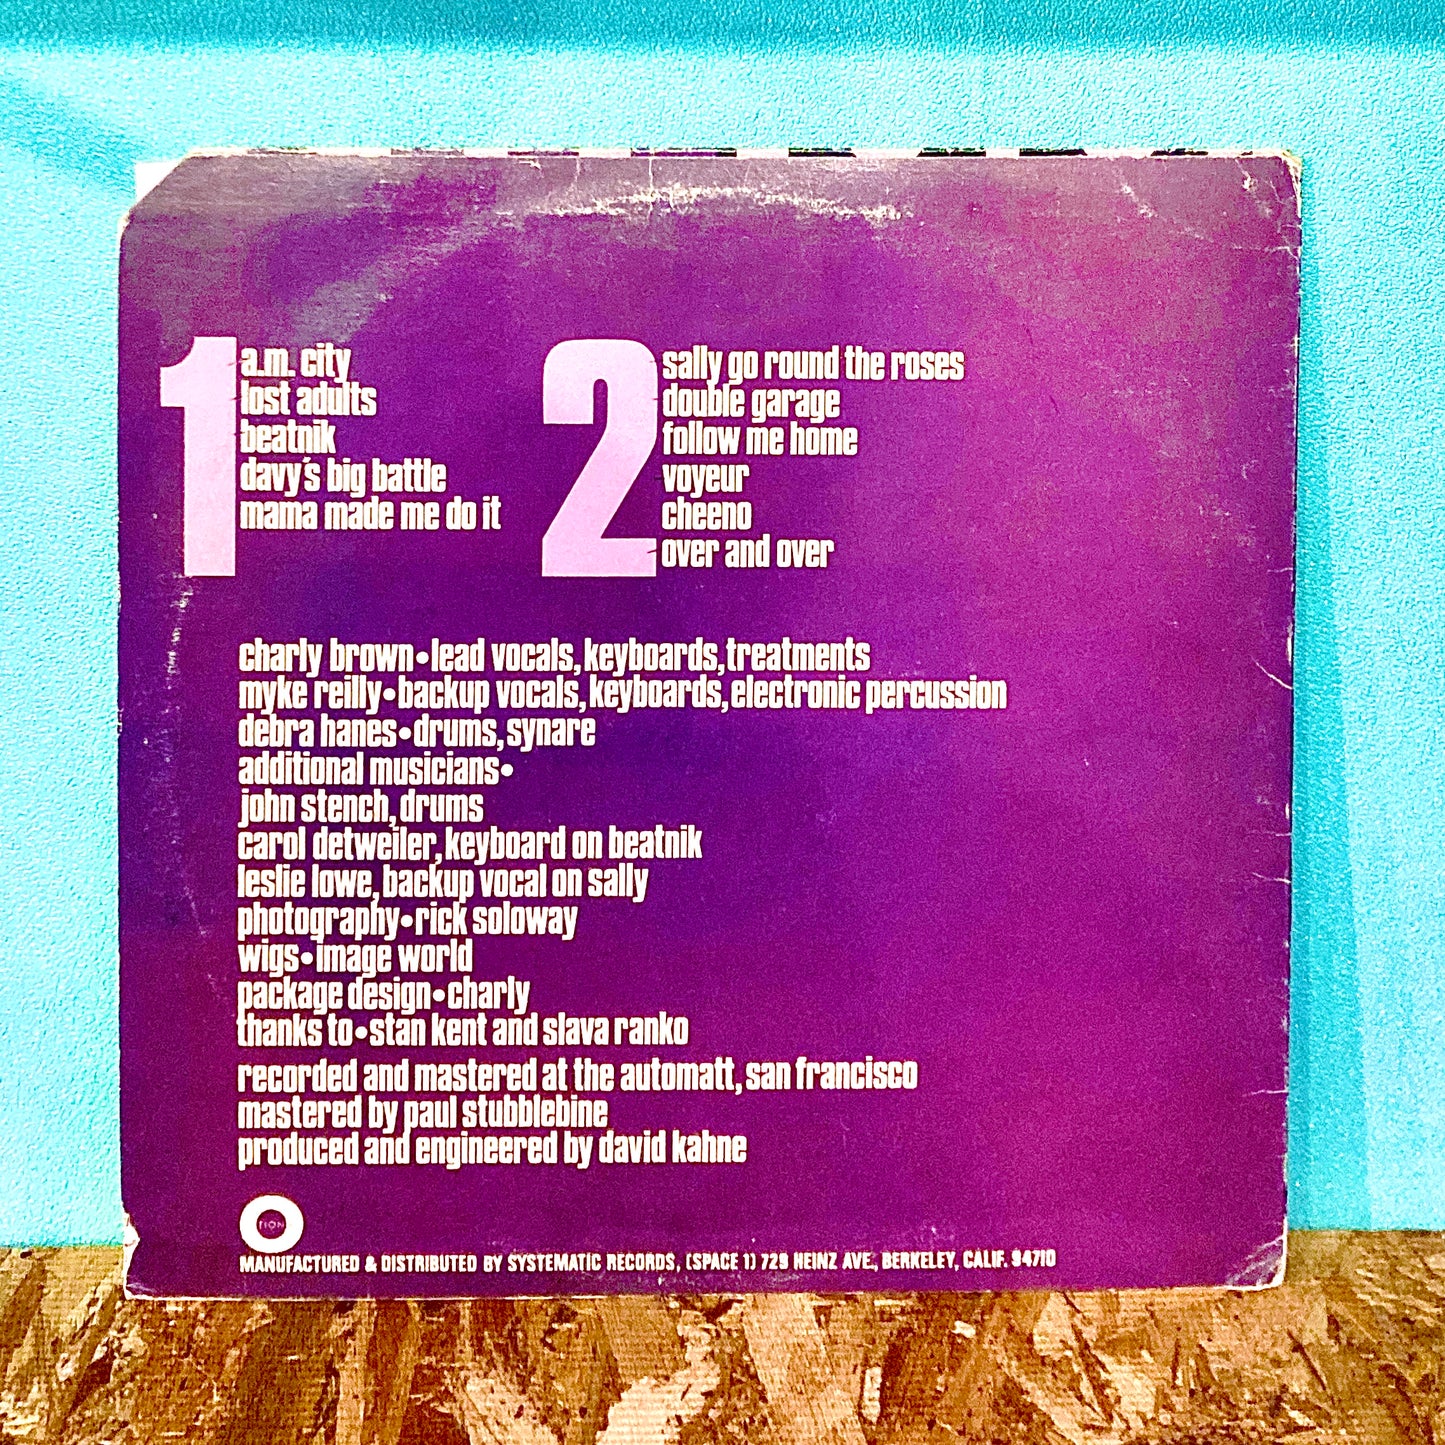 1
a.m. city
lost adults
beatnik
davy's big battle
mama made me do it
2
sally go round the roses
double garage
follow me home
voyeur
cheeno
over and over
charly brown•lead vocals,keyboards,treatments
myke reilly•backup vocals,keyboards,electronic percussion
debra hanes•drums,synare
additional musicians•
john stench,drums
carol detweiler,keyboard on beatnik
leslie lowe,backup vocal on sally
photography•rick soloway
wigs•image world
package design•charly
thanks to•stan kent and slava ranko
recorded and mastered at the automatt,san francisco
mastered by paul stubblebine
produced and engineered by david kahne
TION
MANUFACTURED & DISTRIBUTED BY SYSTEMATIC RECORDS, (SPACE 1) 729 HEINZ AVE., BERKELEY, CALIF. 94710